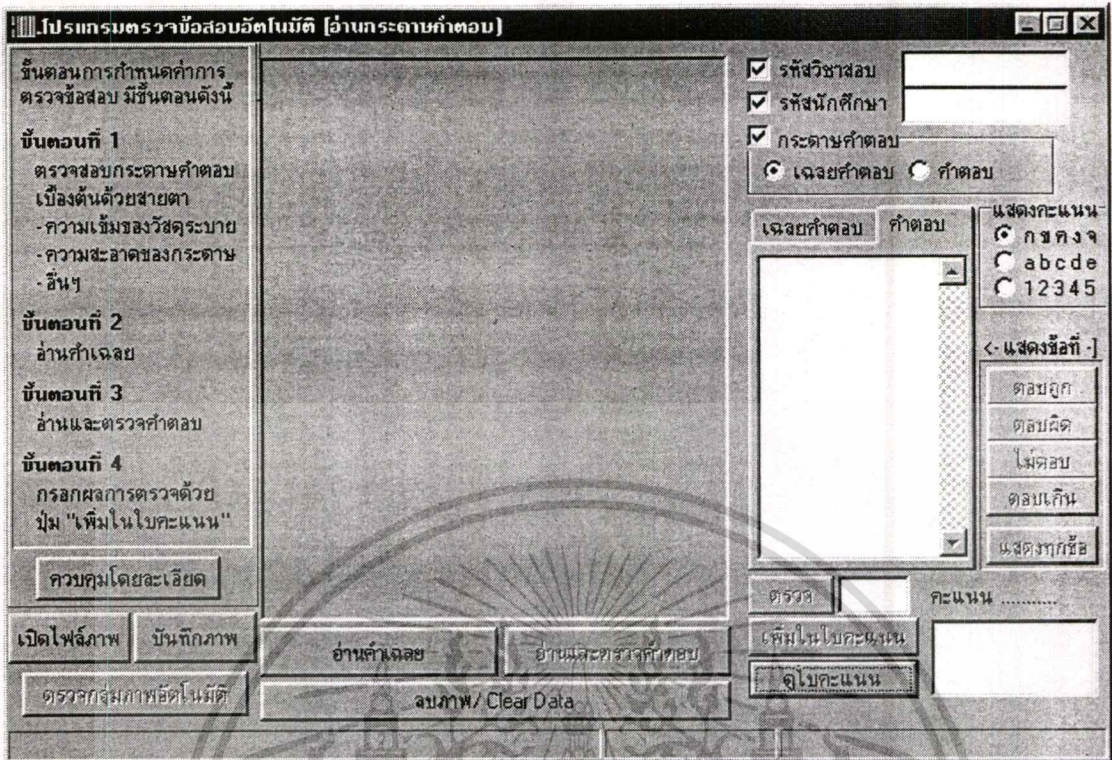 โปรแกรมตรวจข้อสอบอัตโนมัติ [อ่านกระดาษคำตอบ]
ขั้นตอนการกำหนดค่าการ
ตรวจข้อสอบ มีขั้นตอนดังนี้
ขั้นตอนที่ 1
ตรวจสอบกระดาษคำตอบ
เบื้องต้นด้วยสายตา
- ความเข้มของวัสดุระบาย
- ความสะอาดของกระดาษ
- อื่นๆ
ขั้นตอนที่ 2
อ่านคำเฉลย
ขั้นตอนที่ 3
อ่านและตรวจคำตอบ
ขั้นตอนที่ 4
กรอกผลการตรวจด้วย
ปุ่ม "เพิ่มในใบคะแนน"
ควบคุมโดยละเอียด
เปิดไฟล์ภาพ บันทึกภาพ
ตรวจกลุ่มภาพอัตโนมัติ
อ่านคำเฉลย อ่านและตรวจคำตอบ
ลบภาพ/ Clear Data
รหัสวิชาสอบ
รหัสนักศึกษา
กระดาษคำตอบ
เฉลยคำตอบ คำตอบ
เฉลยคำตอบ คำตอบ
แสดงคะแนน
ก ข ค ง จ
a b c d e
1 2 3 4 5
<- แสดงข้อที่ -]
ตอบถูก
ตอบผิด
ไม่ตอบ
ตอบเกิน
แสดงทุกข้อ
ตรวจ คะแนน ...........
เพิ่มในใบคะแนน
ดูใบคะแนน